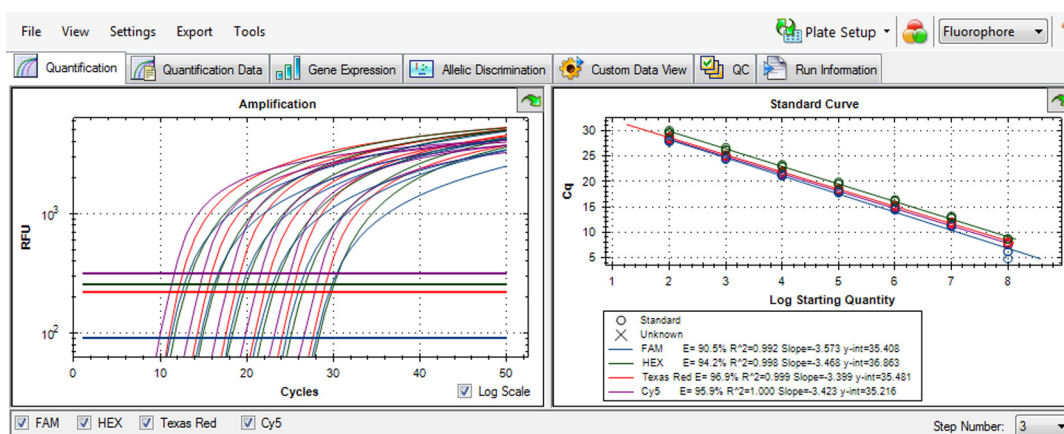 File View Settings Export Tools
Plate Setup
Fluorophore
Quantification
Quantification Data
Gene Expression
Allelic Discrimination
Custom Data View
QC
Run Information
Amplification
RFU
10^3
10^2
0 10 20 30 40 50
Cycles
Log Scale
Standard Curve
Cq
30
25
20
15
10
5
1 2 3 4 5 6 7 8
Log Starting Quantity
Standard
Unknown
FAM E= 90.5% R^2=0.992 Slope=-3.573 y-int=35.408
HEX E= 94.2% R^2=0.998 Slope=-3.468 y-int=36.863
Texas Red E= 96.9% R^2=0.999 Slope=-3.399 y-int=35.481
Cy5 E= 95.9% R^2=1.000 Slope=-3.423 y-int=35.216
FAM HEX Texas Red Cy5
Step Number: 3